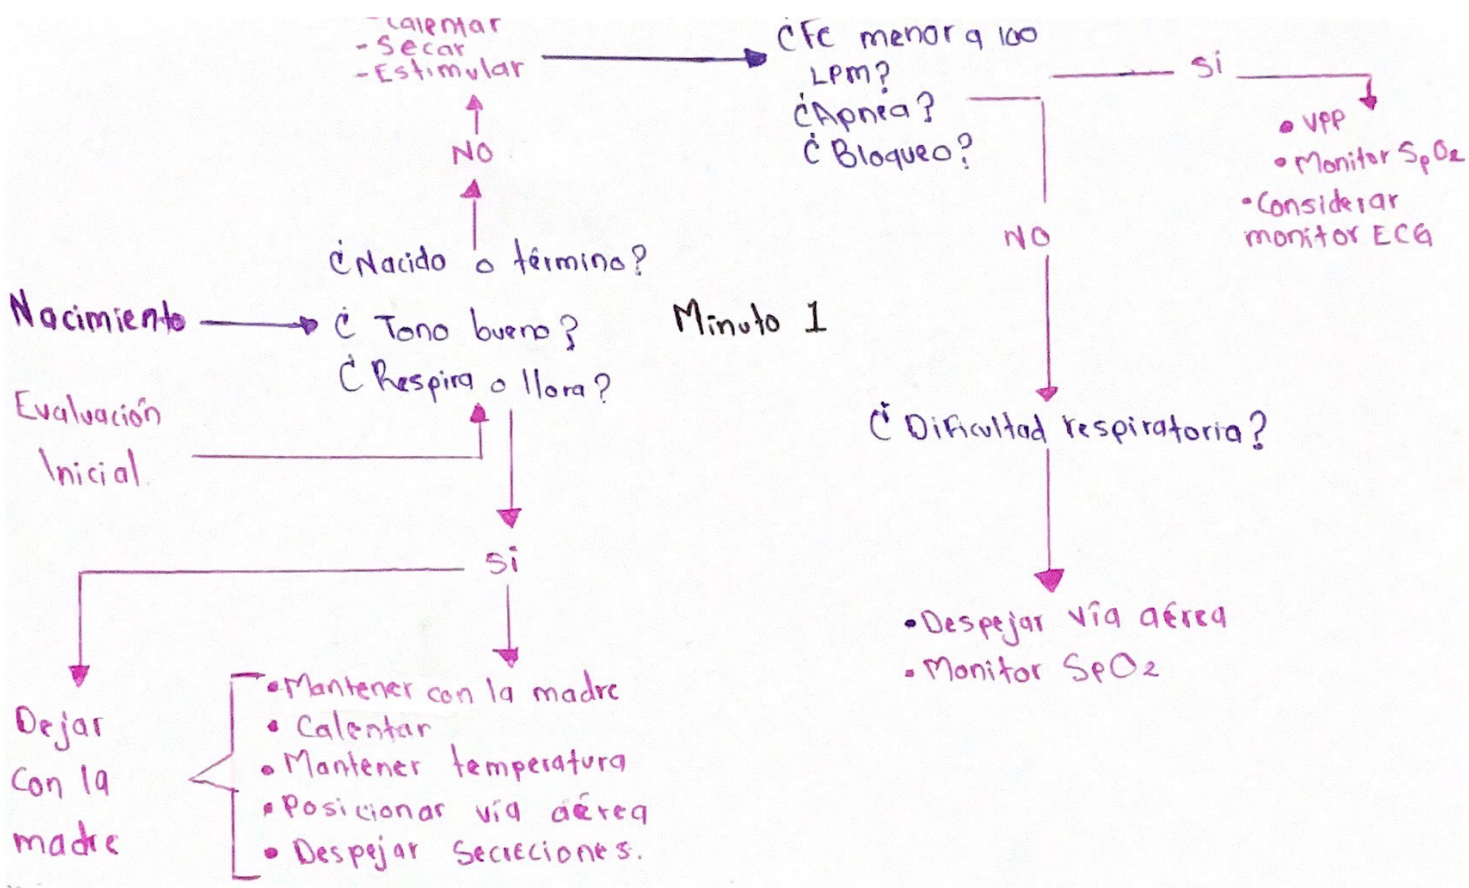 - Calentar
- Secar
- Estimular
NO
¿Nacido o término?
Nacimiento
¿Tono bueno?
¿Respira o llora?
Minuto 1
Evaluación
Inicial
Si
Dejar
con la
madre
• Mantener con la madre
• Calentar
• Mantener temperatura
• Posicionar vía aérea
• Despejar secreciones.
¿FC menor a 100
LPM?
¿Apnea?
¿Bloqueo?
Si
• VPP
• Monitor SpO2
• Considerar
monitor ECG
NO
¿Dificultad respiratoria?
• Despejar vía aérea
• Monitor SpO2